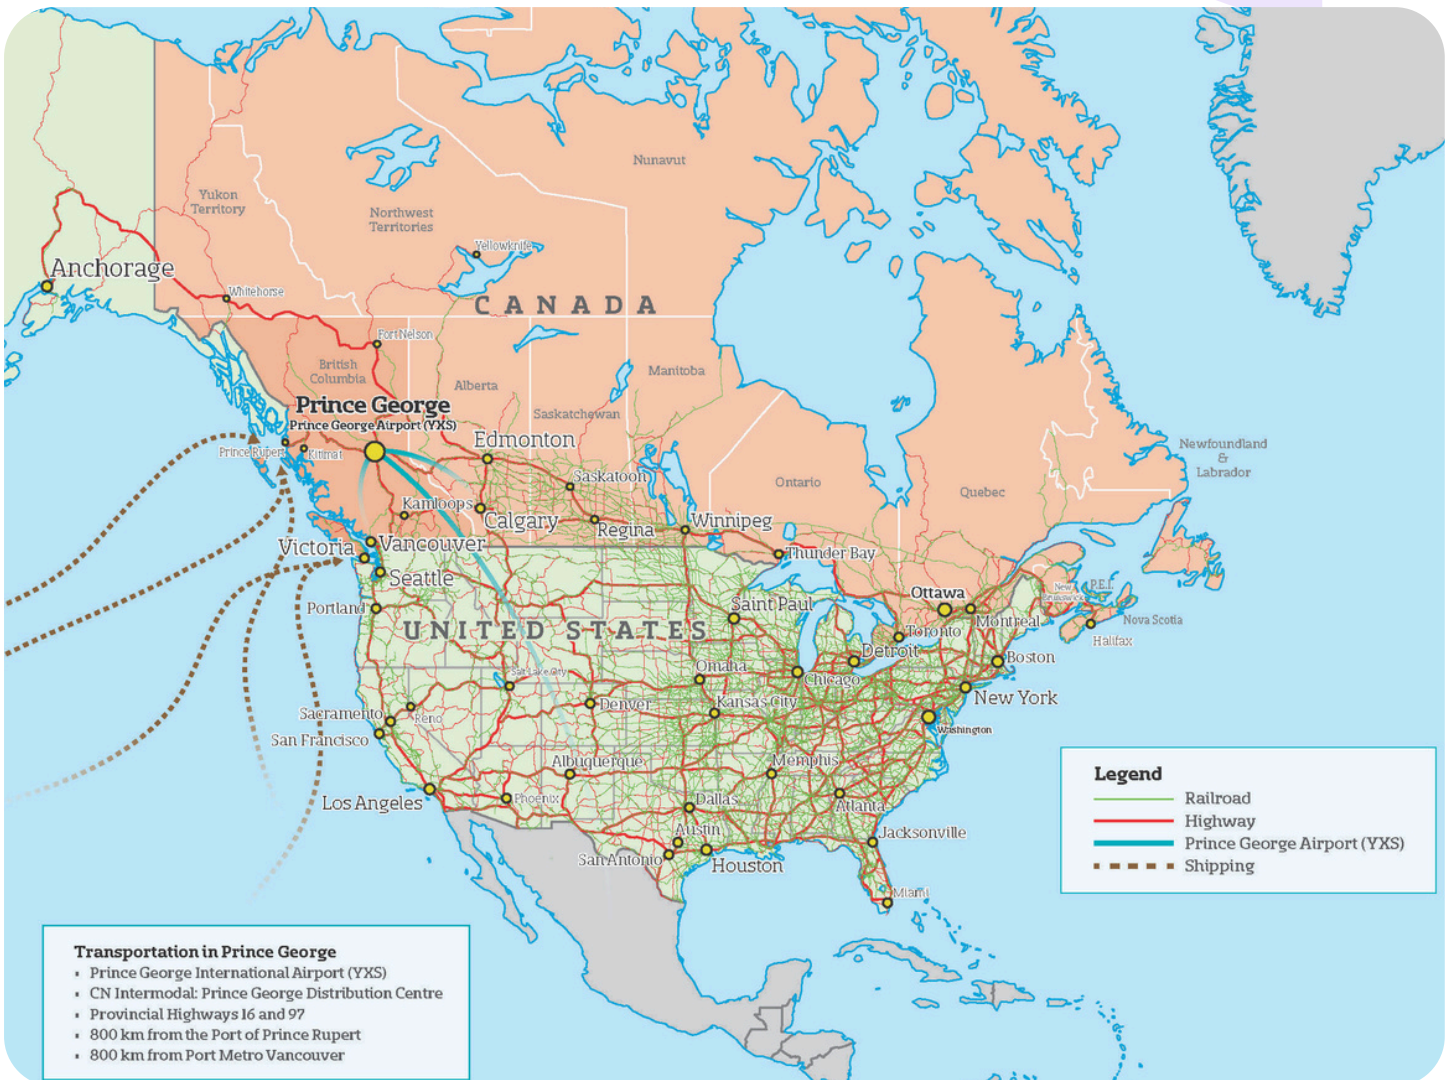 Nunavut
Yukon
Territory
Northwest
Territories
Yellowknife
Anchorage
Whitehorse
CANADA
Fort Nelson
British
Columbia
Alberta
Manitoba
Prince George
Prince George Airport (YXS)
Saskatchewan
Edmonton
Prince Rupert
Kitimat
Newfoundland
&
Labrador
Saskatoon
Ontario
Quebec
Kamloops
Calgary
Regina
Winnipeg
Victoria
Vancouver
Thunder Bay
Seattle
New
Brunswick
P.E.I.
Ottawa
Portland
Saint Paul
UNITED STATES
Toronto
Montreal
Nova Scotia
Halifax
Detroit
Boston
Salt Lake City
Omaha
Chicago
New York
Sacramento
Reno
Denver
Kansas City
Washington
San Francisco
Albuquerque
Memphis
Los Angeles
Phoenix
Dallas
Atlanta
Austin
Jacksonville
San Antonio
Houston
Miami
Legend
Railroad
Highway
Prince George Airport (YXS)
Shipping
Transportation in Prince George
▪ Prince George International Airport (YXS)
▪ CN Intermodal: Prince George Distribution Centre
▪ Provincial Highways 16 and 97
▪ 800 km from the Port of Prince Rupert
▪ 800 km from Port Metro Vancouver